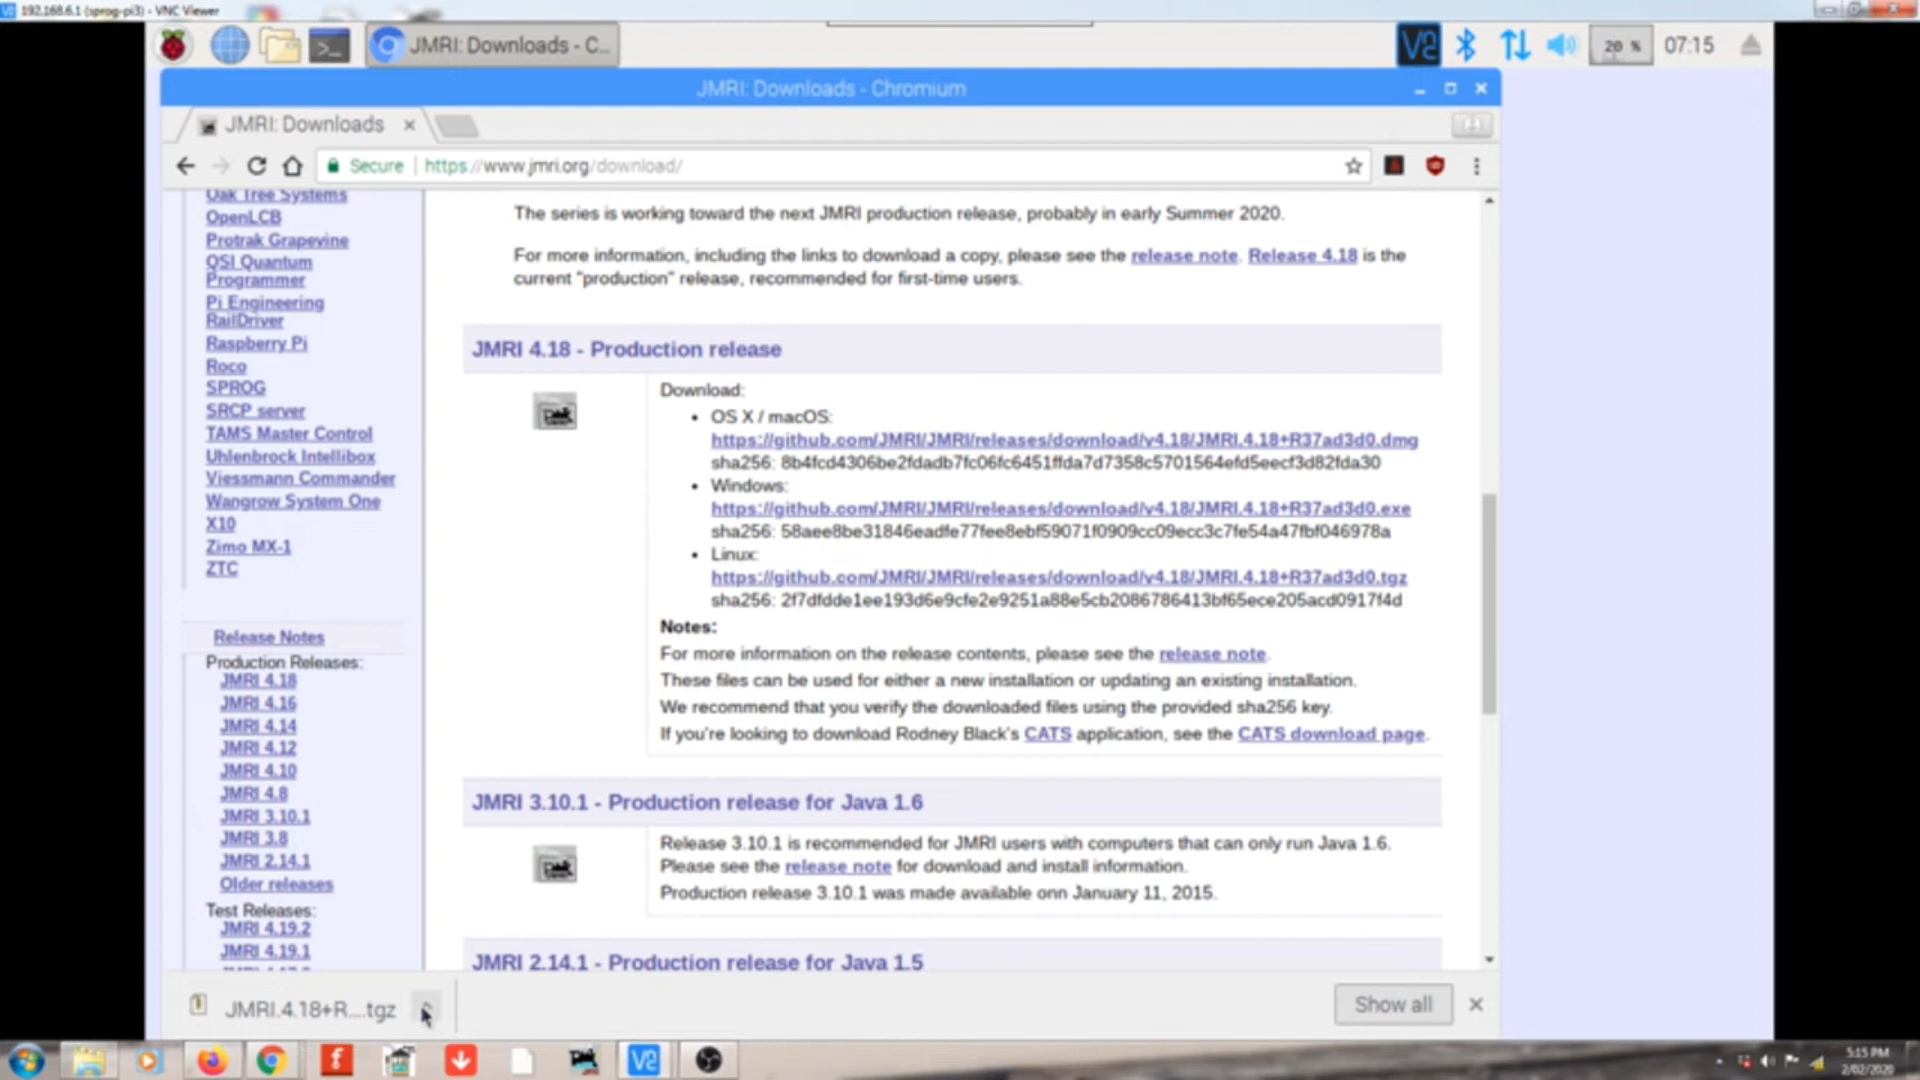 192.168.6.1 (sprog-pi3) - VNC Viewer
JMRI: Downloads - C...
20 %
07:15
JMRI: Downloads - Chromium
JMRI: Downloads
Secure
https://www.jmri.org/download/
Oak Tree Systems
OpenLCB
Protrak Grapevine
QSI Quantum
Programmer
Pi Engineering
RailDriver
Raspberry Pi
Roco
SPROG
SRCP server
TAMS Master Control
Uhlenbrock Intellibox
Viessmann Commander
Wangrow System One
X10
Zimo MX-1
ZTC
Release Notes
Production Releases:
JMRI 4.18
JMRI 4.16
JMRI 4.14
JMRI 4.12
JMRI 4.10
JMRI 4.8
JMRI 3.10.1
JMRI 3.8
JMRI 2.14.1
Older releases
Test Releases:
JMRI 4.19.2
JMRI 4.19.1
The series is working toward the next JMRI production release, probably in early Summer 2020.
For more information, including the links to download a copy, please see the release note. Release 4.18 is the
current "production" release, recommended for first-time users.
JMRI 4.18 - Production release
Download:
• OS X / macOS:
https://github.com/JMRI/JMRI/releases/download/v4.18/JMRI.4.18+R37ad3d0.dmg
sha256: 8b4fcd4306be2fdadb7fc06fc6451ffda7d7358c5701564efd5eecf3d82fda30
• Windows:
https://github.com/JMRI/JMRI/releases/download/v4.18/JMRI.4.18+R37ad3d0.exe
sha256: 58aee8be31846eadfe77fee8ebf59071f0909cc09ecc3c7fe54a47fbf046978a
• Linux:
https://github.com/JMRI/JMRI/releases/download/v4.18/JMRI.4.18+R37ad3d0.tgz
sha256: 2f7dfdde1ee193d6e9cfe2e9251a88e5cb2086786413bf65ece205acd0917f4d
Notes:
For more information on the release contents, please see the release note.
These files can be used for either a new installation or updating an existing installation.
We recommend that you verify the downloaded files using the provided sha256 key.
If you're looking to download Rodney Black's CATS application, see the CATS download page.
JMRI 3.10.1 - Production release for Java 1.6
Release 3.10.1 is recommended for JMRI users with computers that can only run Java 1.6.
Please see the release note for download and install information.
Production release 3.10.1 was made available onn January 11, 2015.
JMRI 2.14.1 - Production release for Java 1.5
JMRI.4.18+R....tgz
Show all
5:15 PM
2/02/2020